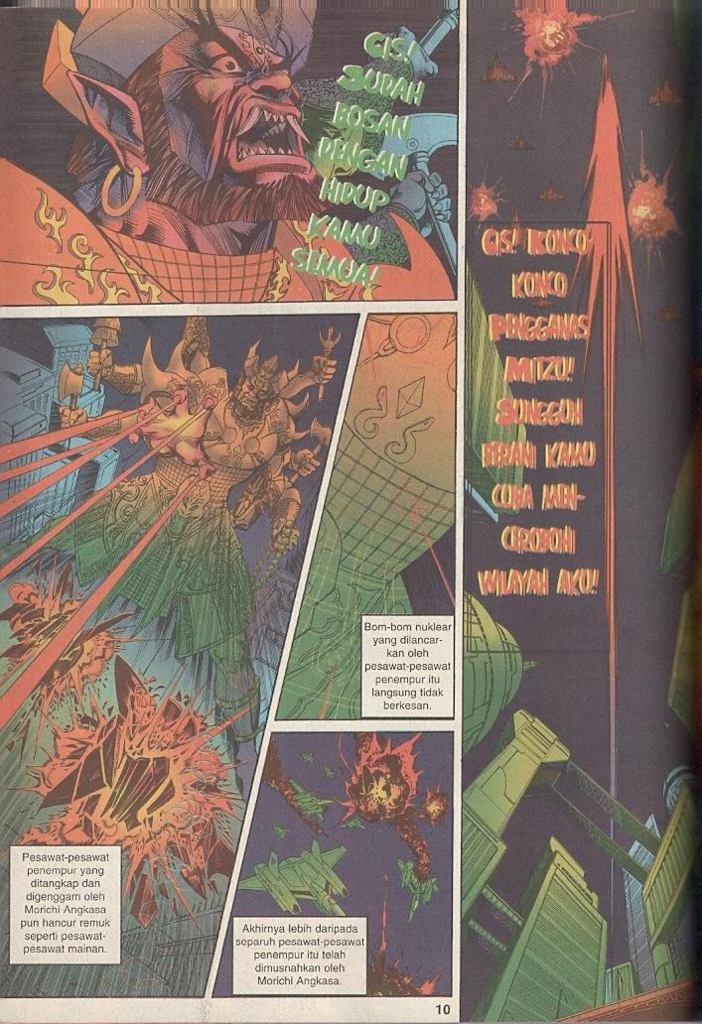 CIS!
SUDAH
BOSAN
DENGAN
HIDUP
KAMU
SEMUA!
Pesawat-pesawat
penempur yang
ditangkap dan
digenggam oleh
Morichi Angkasa
pun hancur remuk
seperti pesawat-
pesawat mainan.
Bom-bom nuklear
yang dilancar-
kan oleh
pesawat-pesawat
penempur itu
langsung tidak
berkesan.
Akhirnya lebih daripada
separuh pesawat-pesawat
penempur itu telah
dimusnahkan oleh
Morichi Angkasa.
CIS! KONCO-
KONCO
PENGGANAS
MITZU!
SUNGGUH
BERANI KAMU
CUBA MEN-
CEROBOHI
WILAYAH AKU!
10